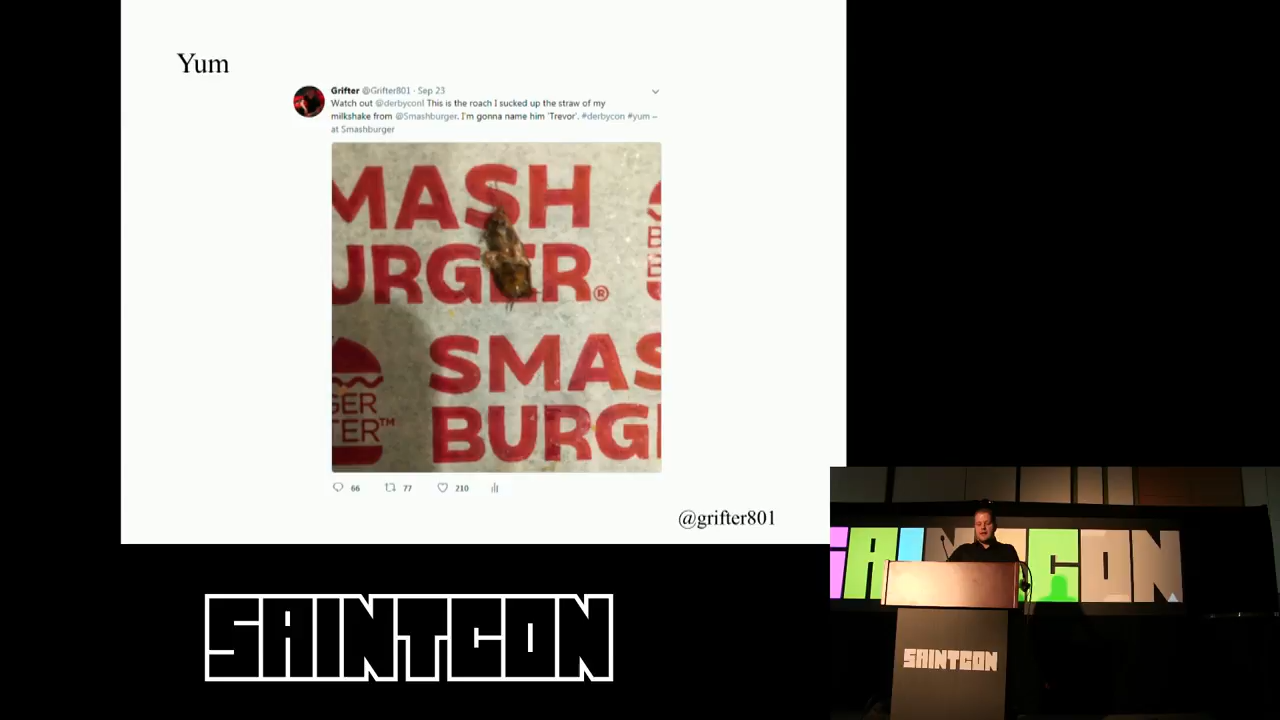 Yum
Grifter @Grifter801 · Sep 23
Watch out @derbycon! This is the roach I sucked up the straw of my
milkshake from @Smashburger. I'm gonna name him 'Trevor'. #derbycon #yum –
at Smashburger
MASH
URGER®
SMAS
BURG
GER
TER™
66 77 210
@grifter801
SAINTCON
SAINTCON
SAINTCON